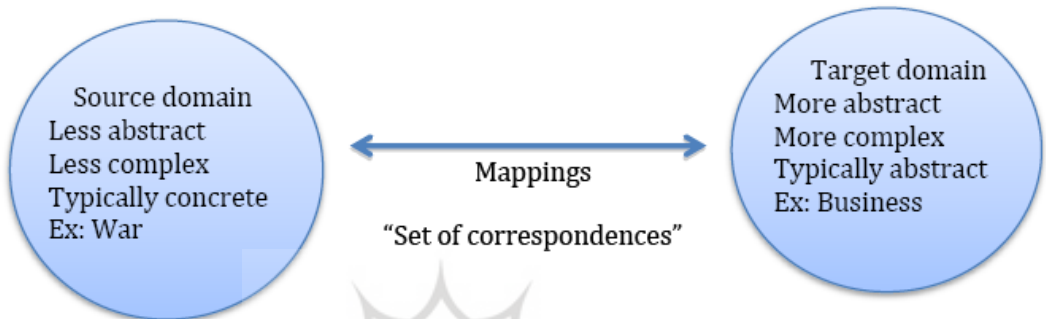 Source domain
Less abstract
Less complex
Typically concrete
Ex: War
Mappings
“Set of correspondences”
Target domain
More abstract
More complex
Typically abstract
Ex: Business